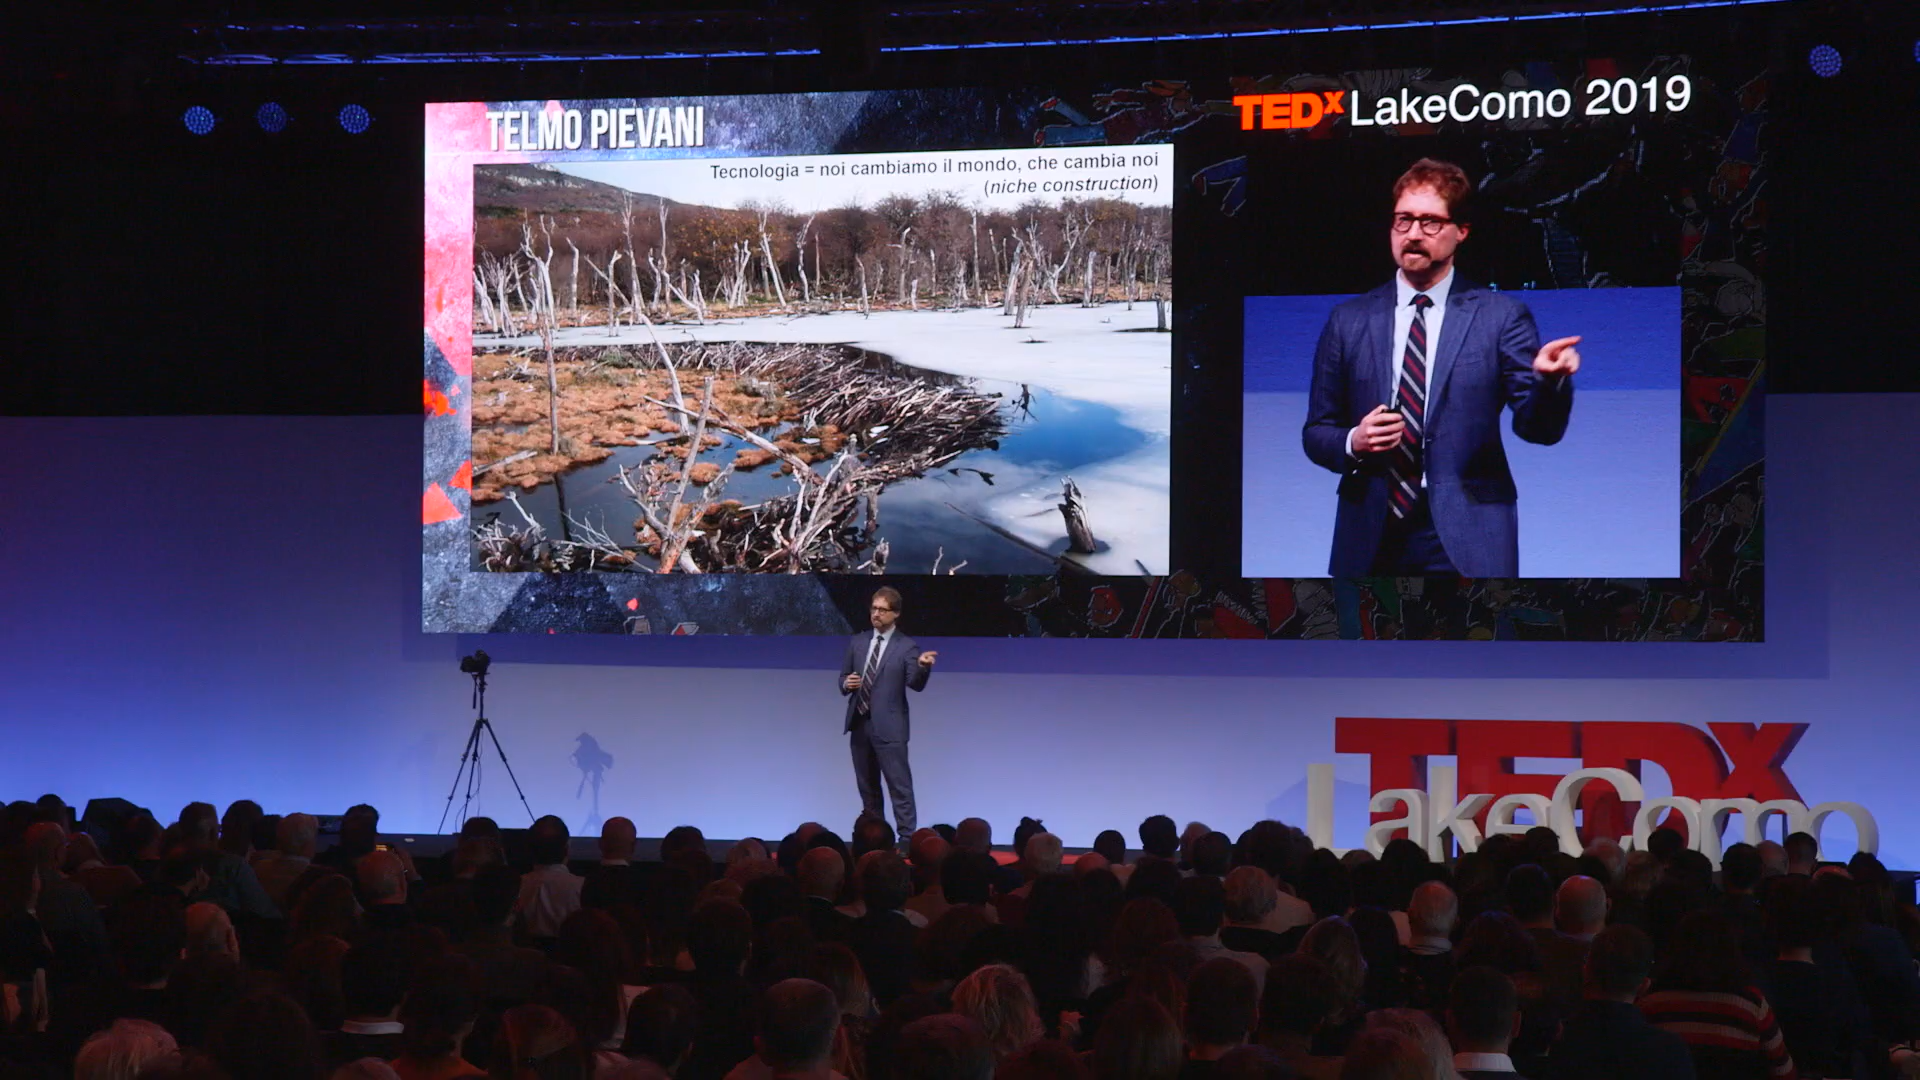 TELMO PIEVANI
TEDx LakeComo 2019
Tecnologia = noi cambiamo il mondo, che cambia noi
(niche construction)
TEDx
LakeComo